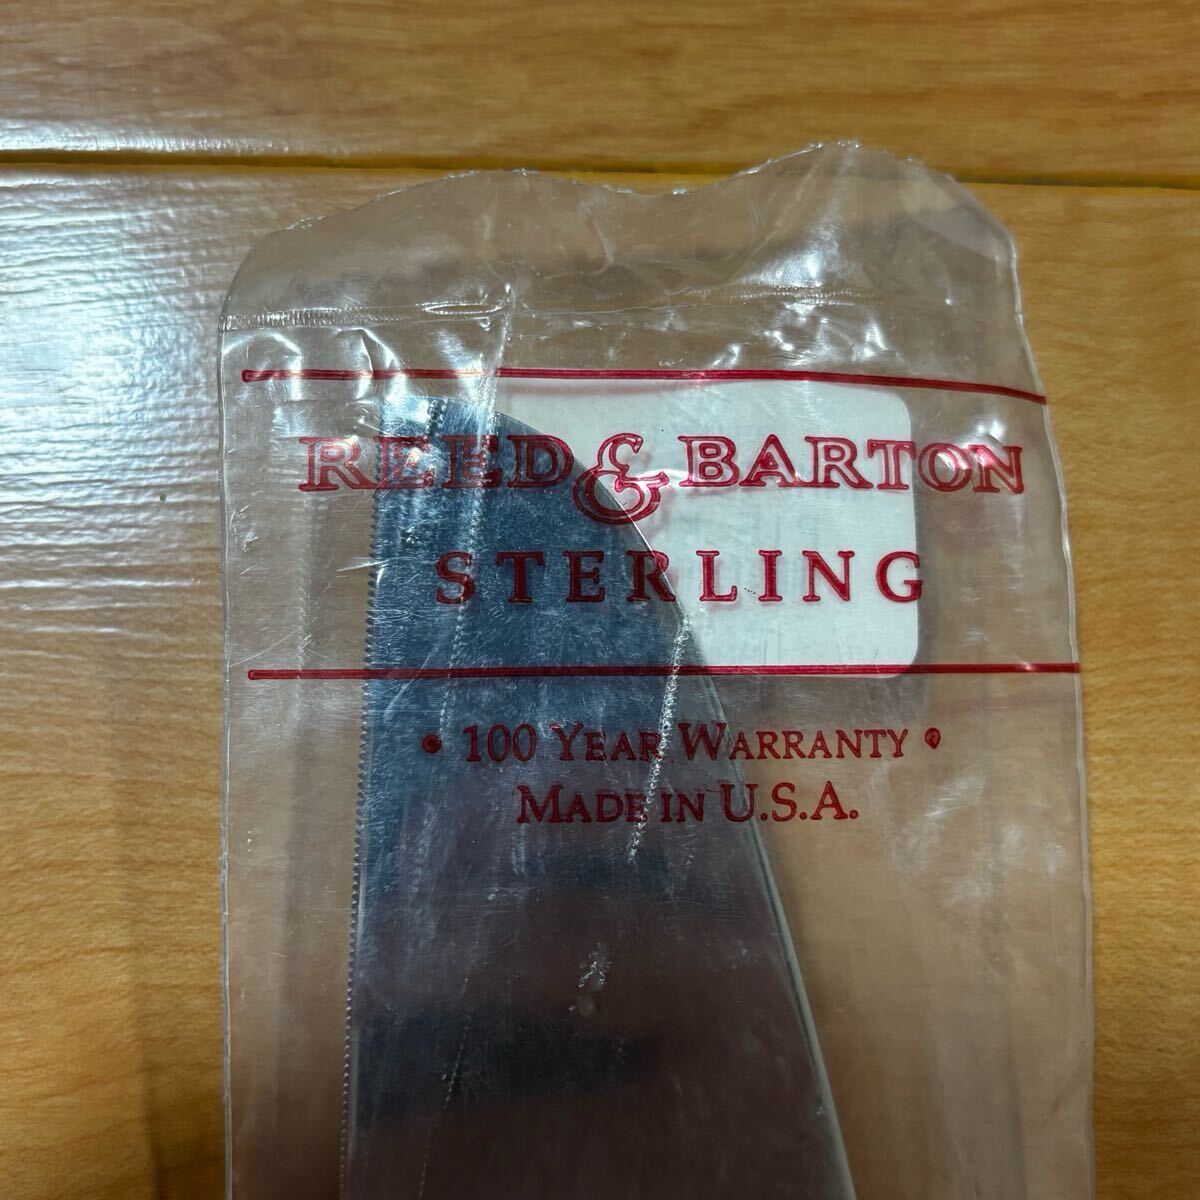 REED & BARTON
STERLING
• 100 YEAR WARRANTY •
MADE IN U.S.A.